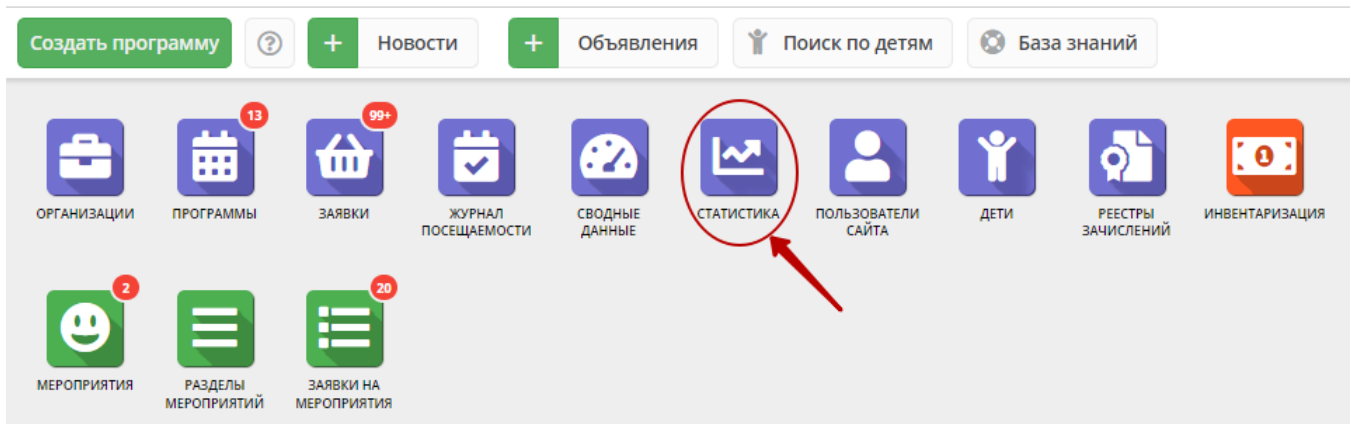 Создать программу ? + Новости + Объявления Поиск по детям База знаний
13 99+
ОРГАНИЗАЦИИ ПРОГРАММЫ ЗАЯВКИ ЖУРНАЛ СВОДНЫЕ СТАТИСТИКА ПОЛЬЗОВАТЕЛИ ДЕТИ РЕЕСТРЫ ИНВЕНТАРИЗАЦИЯ
ПОСЕЩАЕМОСТИ ДАННЫЕ САЙТА ЗАЧИСЛЕНИЙ
1
2 20
МЕРОПРИЯТИЯ РАЗДЕЛЫ ЗАЯВКИ НА
МЕРОПРИЯТИЙ МЕРОПРИЯТИЯ